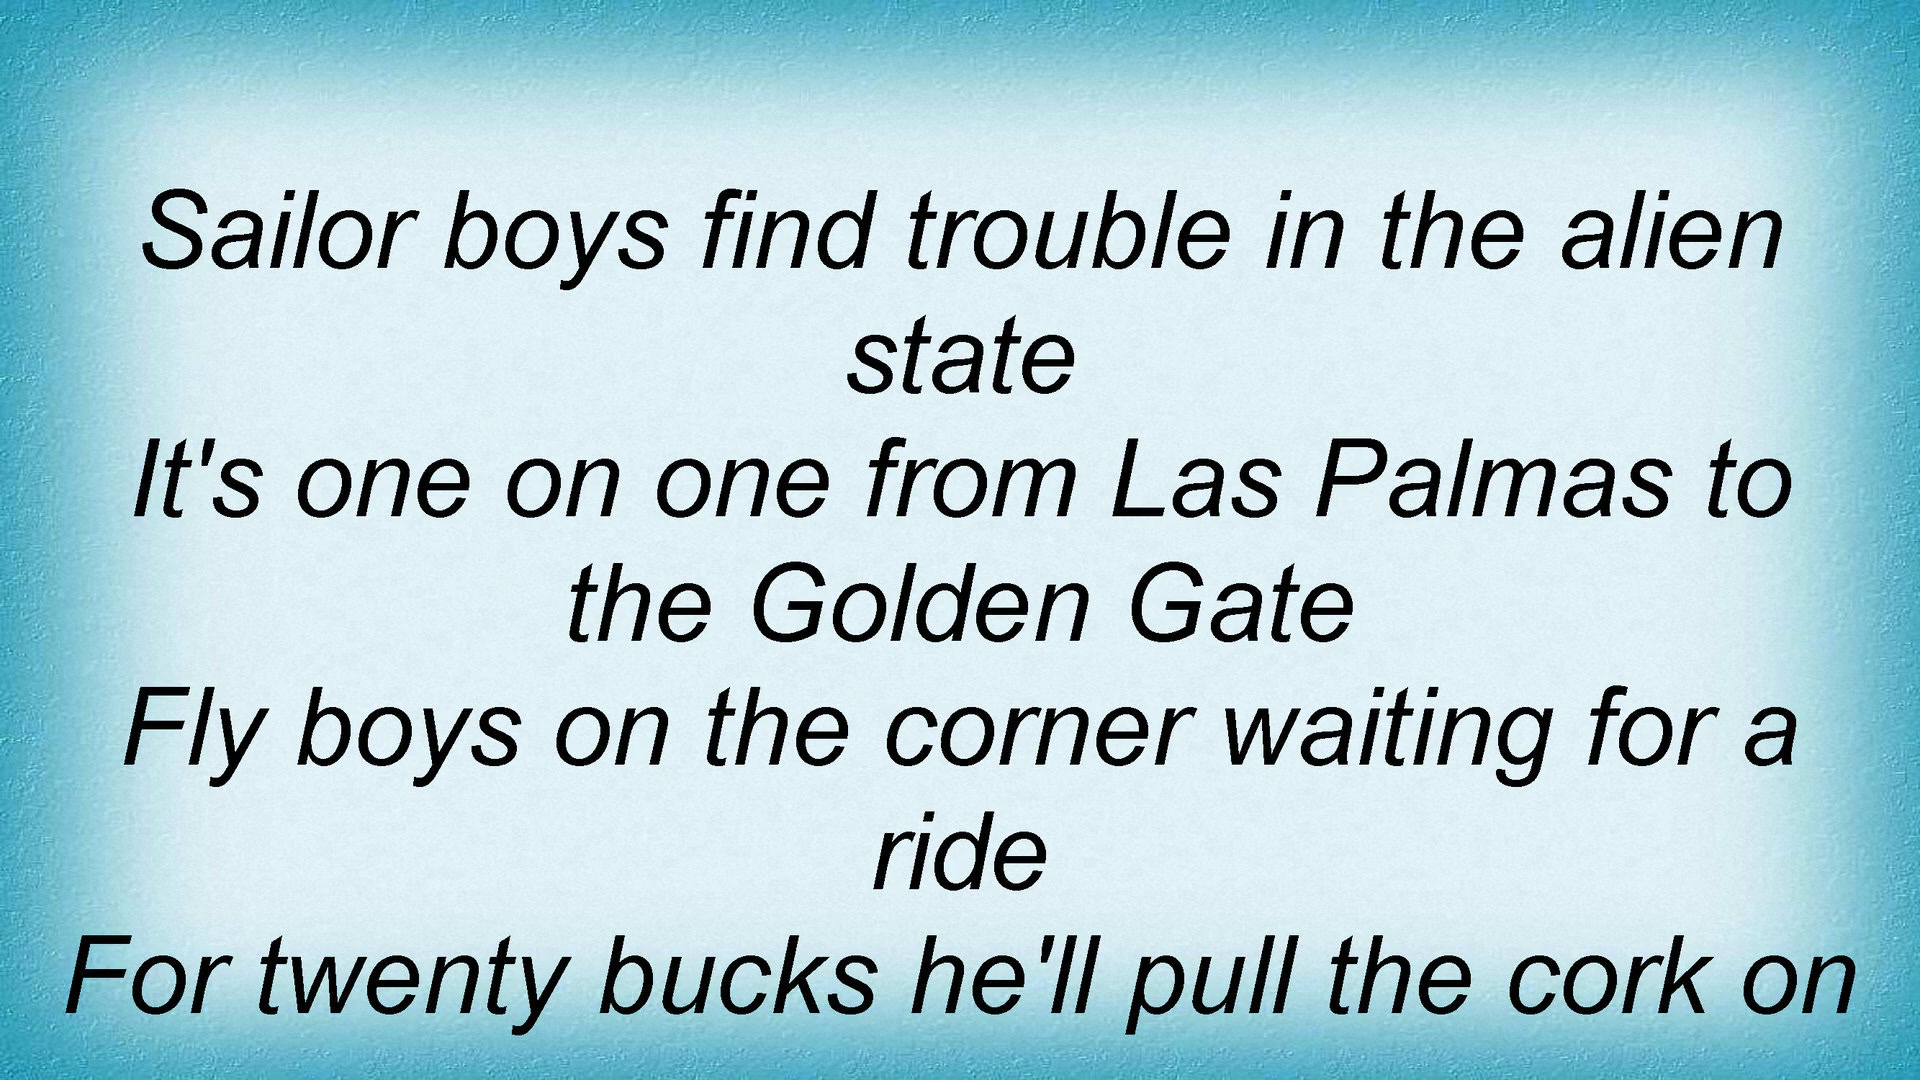 Sailor boys find trouble in the alien
state
It's one on one from Las Palmas to
the Golden Gate
Fly boys on the corner waiting for a
ride
For twenty bucks he'll pull the cork on